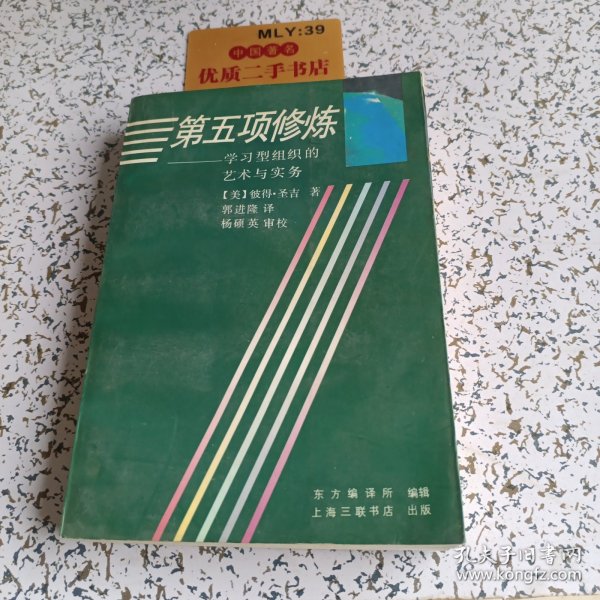 MLY:39
中国著名
优质二手书店
第五项修炼
——学习型组织的
艺术与实务
【美】彼得·圣吉 著
郭进隆 译
杨硕英 审校
东方编译所 编辑
上海三联书店 出版
孔夫子旧书网
www.kongfz.com